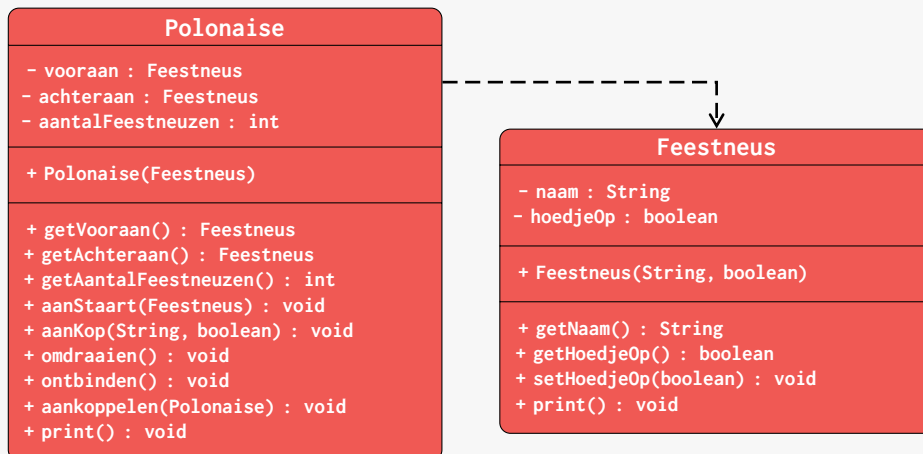 Polonaise
- vooraan : Feestneus
- achteraan : Feestneus
- aantalFeestneuzen : int
+ Polonaise(Feestneus)
+ getVooraan() : Feestneus
+ getAchteraan() : Feestneus
+ getAantalFeestneuzen() : int
+ aanStaart(Feestneus) : void
+ aanKop(String, boolean) : void
+ omdraaien() : void
+ ontbinden() : void
+ aankoppelen(Polonaise) : void
+ print() : void
Feestneus
- naam : String
- hoedjeOp : boolean
+ Feestneus(String, boolean)
+ getNaam() : String
+ getHoedjeOp() : boolean
+ setHoedjeOp(boolean) : void
+ print() : void